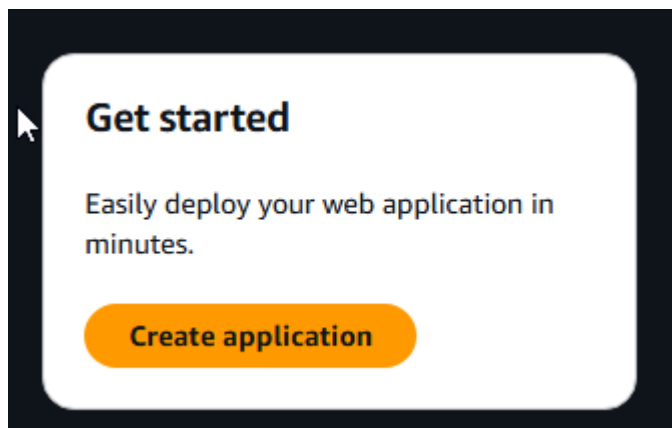 Get started
Easily deploy your web application in
minutes.
Create application